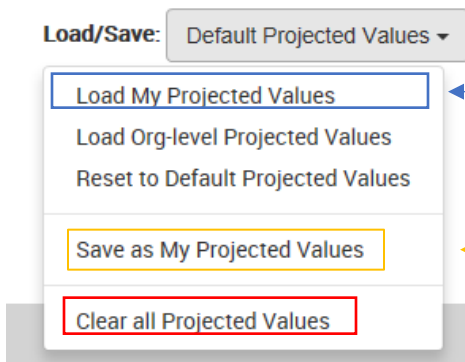 Load/Save: Default Projected Values
Load My Projected Values
Load Org-level Projected Values
Reset to Default Projected Values
Save as My Projected Values
Clear all Projected Values